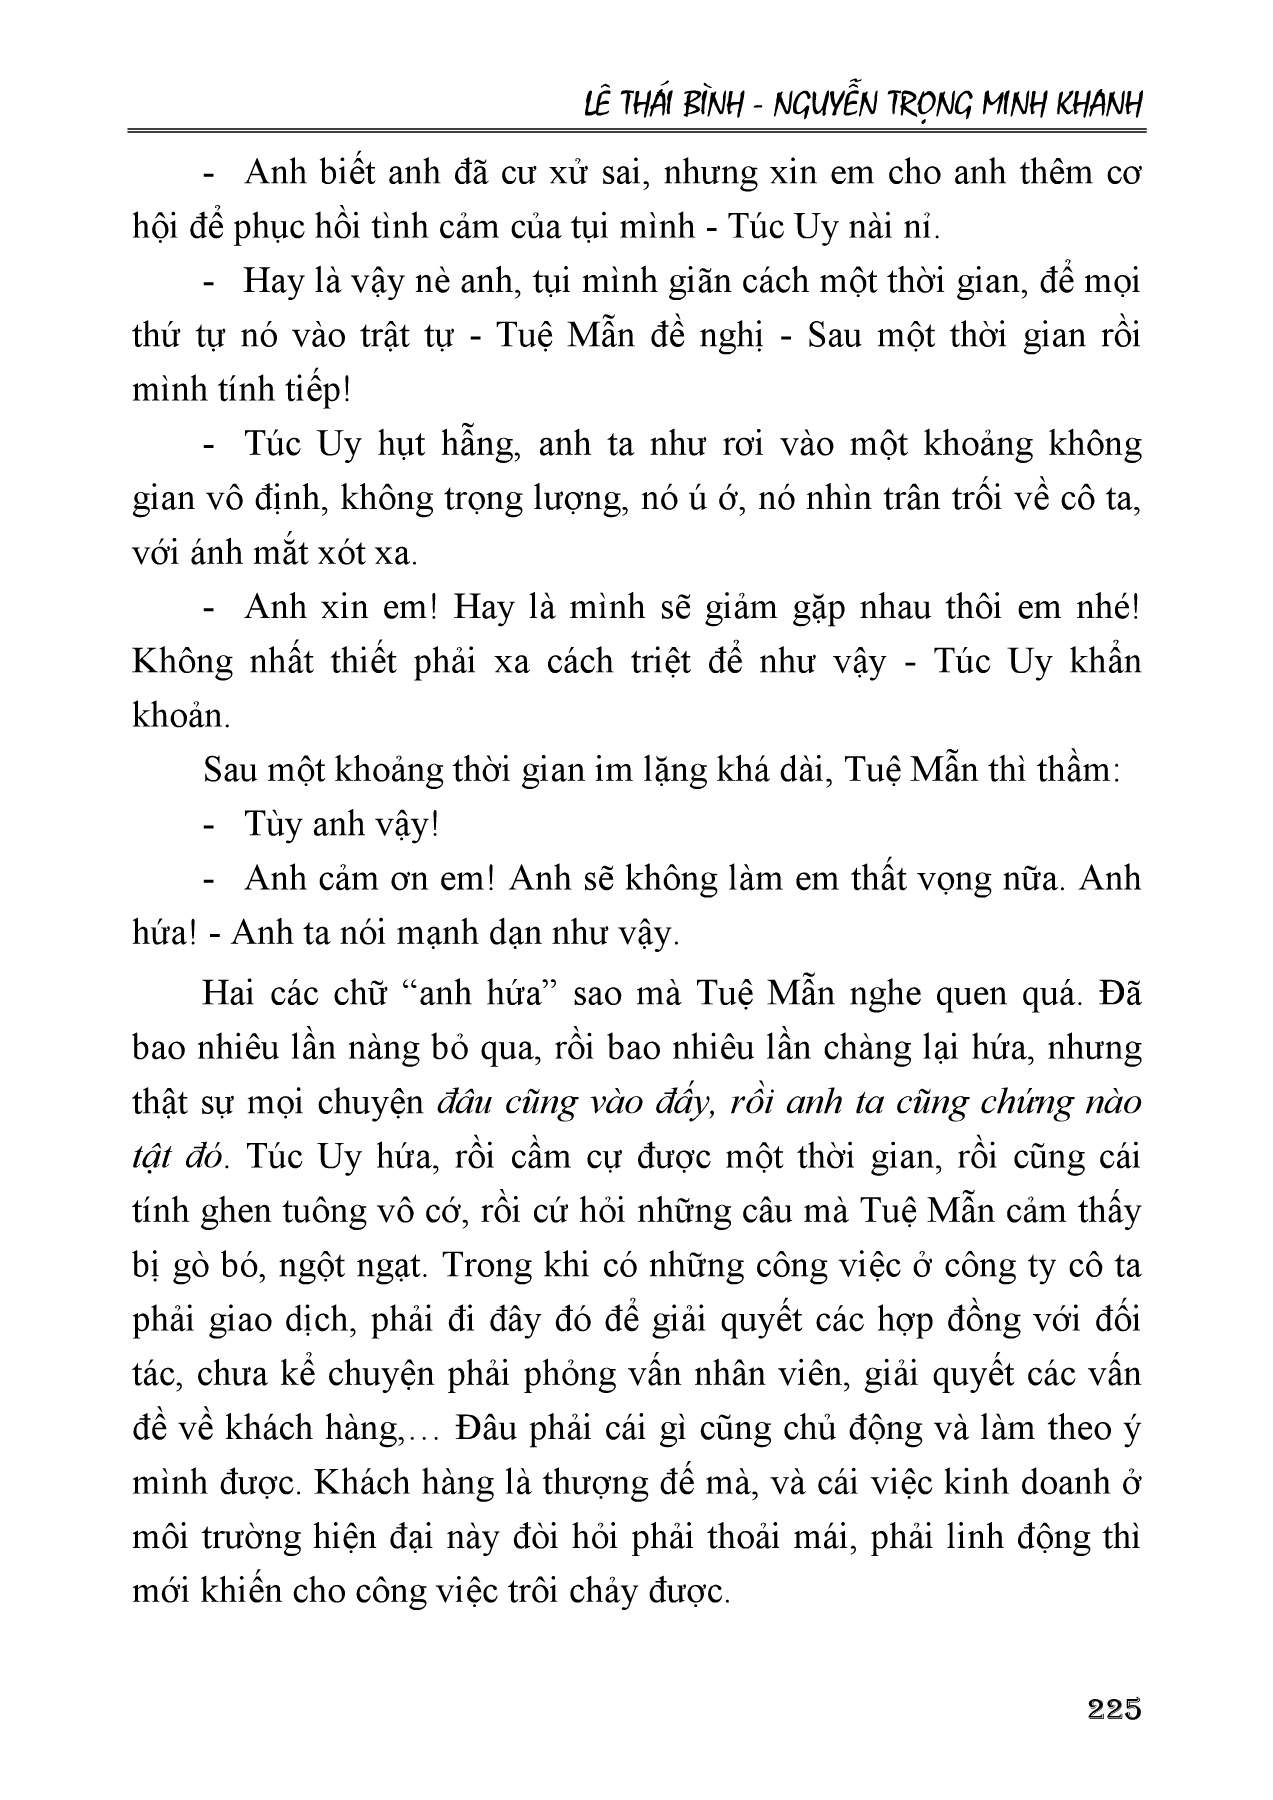 LÊ THÁI BÌNH - NGUYỄN TRỌNG MINH KHANH
- Anh biết anh đã cư xử sai, nhưng xin em cho anh thêm cơ
hội để phục hồi tình cảm của tụi mình - Túc Uy nài nỉ.
- Hay là vậy nè anh, tụi mình giãn cách một thời gian, để mọi
thứ tự nó vào trật tự - Tuệ Mẫn đề nghị - Sau một thời gian rồi
mình tính tiếp!
- Túc Uy hụt hẫng, anh ta như rơi vào một khoảng không
gian vô định, không trọng lượng, nó ú ớ, nó nhìn trân trối về cô ta,
với ánh mắt xót xa.
- Anh xin em! Hay là mình sẽ giảm gặp nhau thôi em nhé!
Không nhất thiết phải xa cách triệt để như vậy - Túc Uy khẩn
khoản.
Sau một khoảng thời gian im lặng khá dài, Tuệ Mẫn thì thầm:
- Tùy anh vậy!
- Anh cảm ơn em! Anh sẽ không làm em thất vọng nữa. Anh
hứa! - Anh ta nói mạnh dạn như vậy.
Hai các chữ “anh hứa” sao mà Tuệ Mẫn nghe quen quá. Đã
bao nhiêu lần nàng bỏ qua, rồi bao nhiêu lần chàng lại hứa, nhưng
thật sự mọi chuyện đâu cũng vào đấy, rồi anh ta cũng chứng nào
tật đó. Túc Uy hứa, rồi cầm cự được một thời gian, rồi cũng cái
tính ghen tuông vô cớ, rồi cứ hỏi những câu mà Tuệ Mẫn cảm thấy
bị gò bó, ngột ngạt. Trong khi có những công việc ở công ty cô ta
phải giao dịch, phải đi đây đó để giải quyết các hợp đồng với đối
tác, chưa kể chuyện phải phỏng vấn nhân viên, giải quyết các vấn
đề về khách hàng,… Đâu phải cái gì cũng chủ động và làm theo ý
mình được. Khách hàng là thượng đế mà, và cái việc kinh doanh ở
môi trường hiện đại này đòi hỏi phải thoải mái, phải linh động thì
mới khiến cho công việc trôi chảy được.
225